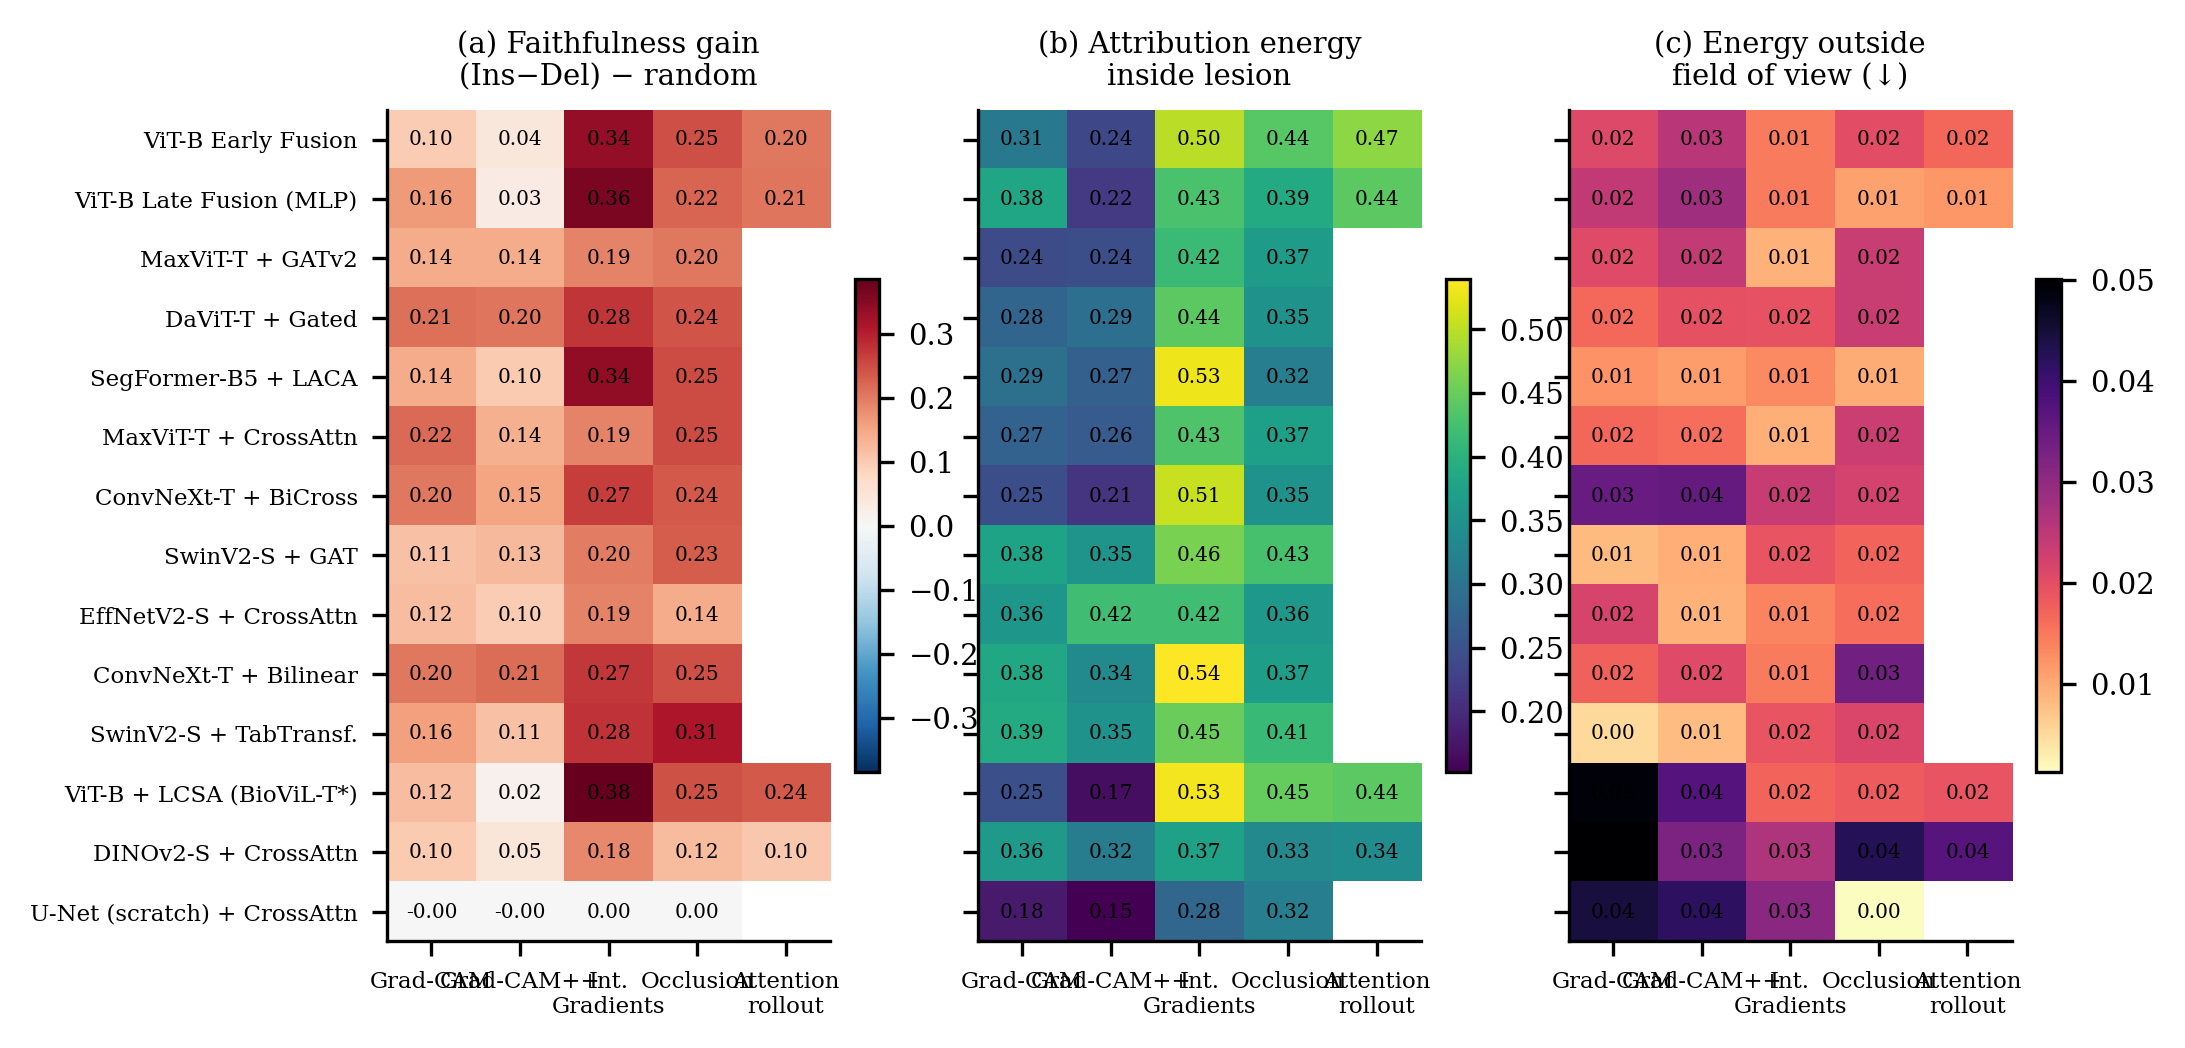 (a) Faithfulness gain
(Ins−Del) − random
(b) Attribution energy
inside lesion
(c) Energy outside
field of view (↓)
ViT-B Early Fusion 0.10 0.04 0.34 0.25 0.20 0.31 0.24 0.50 0.44 0.47 0.02 0.03 0.01 0.02 0.02
ViT-B Late Fusion (MLP) 0.16 0.03 0.36 0.22 0.21 0.38 0.22 0.43 0.39 0.44 0.02 0.03 0.01 0.01 0.01
MaxViT-T + GATv2 0.14 0.14 0.19 0.20 0.24 0.24 0.42 0.37 0.02 0.02 0.01 0.02
DaViT-T + Gated 0.21 0.20 0.28 0.24 0.28 0.29 0.44 0.35 0.02 0.02 0.02 0.02
SegFormer-B5 + LACA 0.14 0.10 0.34 0.25 0.29 0.27 0.53 0.32 0.01 0.01 0.01 0.01
MaxViT-T + CrossAttn 0.22 0.14 0.19 0.25 0.27 0.26 0.43 0.37 0.02 0.02 0.01 0.02
ConvNeXt-T + BiCross 0.20 0.15 0.27 0.24 0.25 0.21 0.51 0.35 0.03 0.04 0.02 0.02
SwinV2-S + GAT 0.11 0.13 0.20 0.23 0.38 0.35 0.46 0.43 0.01 0.01 0.02 0.02
EffNetV2-S + CrossAttn 0.12 0.10 0.19 0.14 0.36 0.42 0.42 0.36 0.02 0.01 0.01 0.02
ConvNeXt-T + Bilinear 0.20 0.21 0.27 0.25 0.38 0.34 0.54 0.37 0.02 0.02 0.01 0.03
SwinV2-S + TabTransf. 0.16 0.11 0.28 0.31 0.39 0.35 0.45 0.41 0.00 0.01 0.02 0.02
ViT-B + LCSA (BioViL-T*) 0.12 0.02 0.38 0.25 0.24 0.25 0.17 0.53 0.45 0.44 0.04 0.02 0.02 0.02
DINOv2-S + CrossAttn 0.10 0.05 0.18 0.12 0.10 0.36 0.32 0.37 0.33 0.34 0.03 0.03 0.04 0.04
U-Net (scratch) + CrossAttn -0.00 -0.00 0.00 0.00 0.18 0.15 0.28 0.32 0.04 0.04 0.03 0.00
0.3
0.2
0.1
0.0
−0.1
−0.2
−0.3
0.50
0.45
0.40
0.35
0.30
0.25
0.20
0.05
0.04
0.03
0.02
0.01
Grad-CAM Grad-CAM++ Int. Occlusion Attention
Gradients rollout
Grad-CAM Grad-CAM++ Int. Occlusion Attention
Gradients rollout
Grad-CAM Grad-CAM++ Int. Occlusion Attention
Gradients rollout